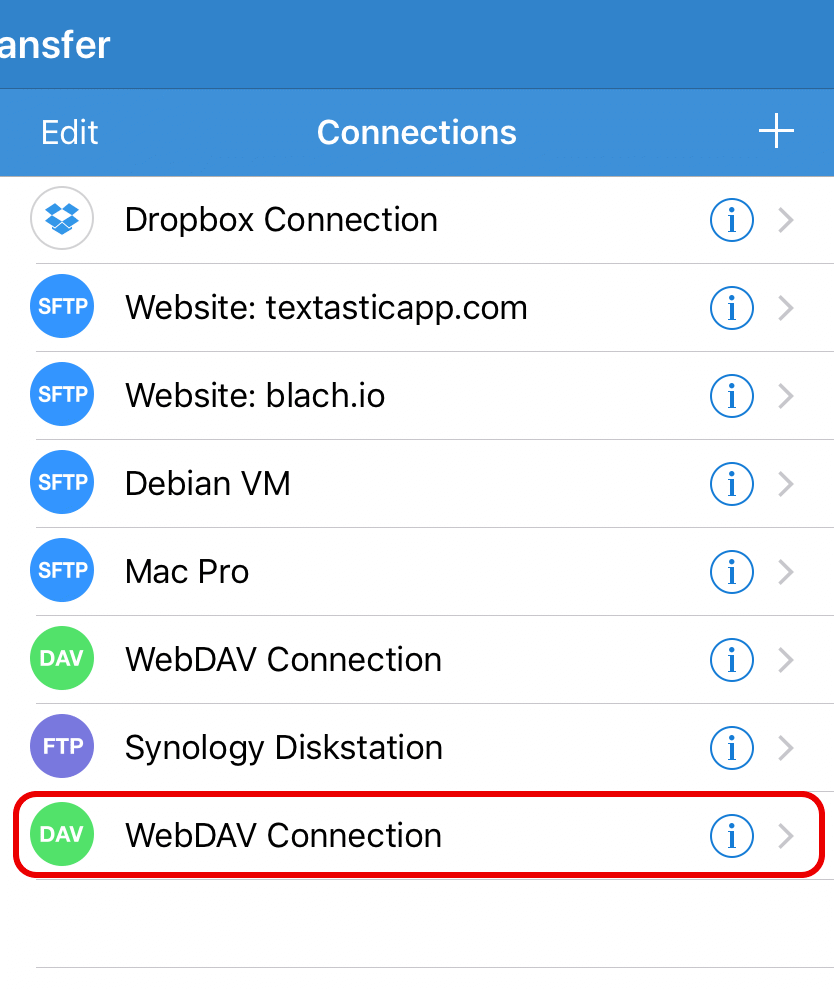 ansfer
Edit Connections
Dropbox Connection
SFTP Website: textasticapp.com
SFTP Website: blach.io
SFTP Debian VM
SFTP Mac Pro
DAV WebDAV Connection
FTP Synology Diskstation
DAV WebDAV Connection